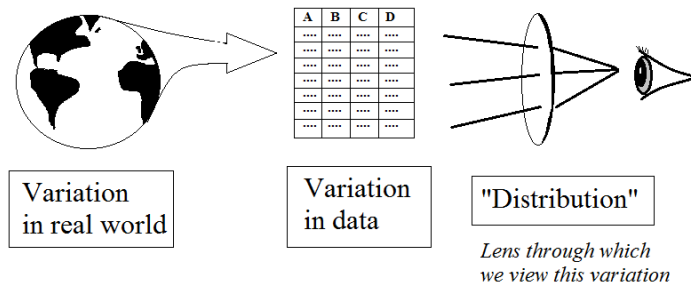 A B C D
.... .... .... ....
.... .... .... ....
.... .... .... ....
.... .... .... ....
.... .... .... ....
.... .... .... ....
.... .... .... ....
Variation
in real world
Variation
in data
"Distribution"
Lens through which
we view this variation